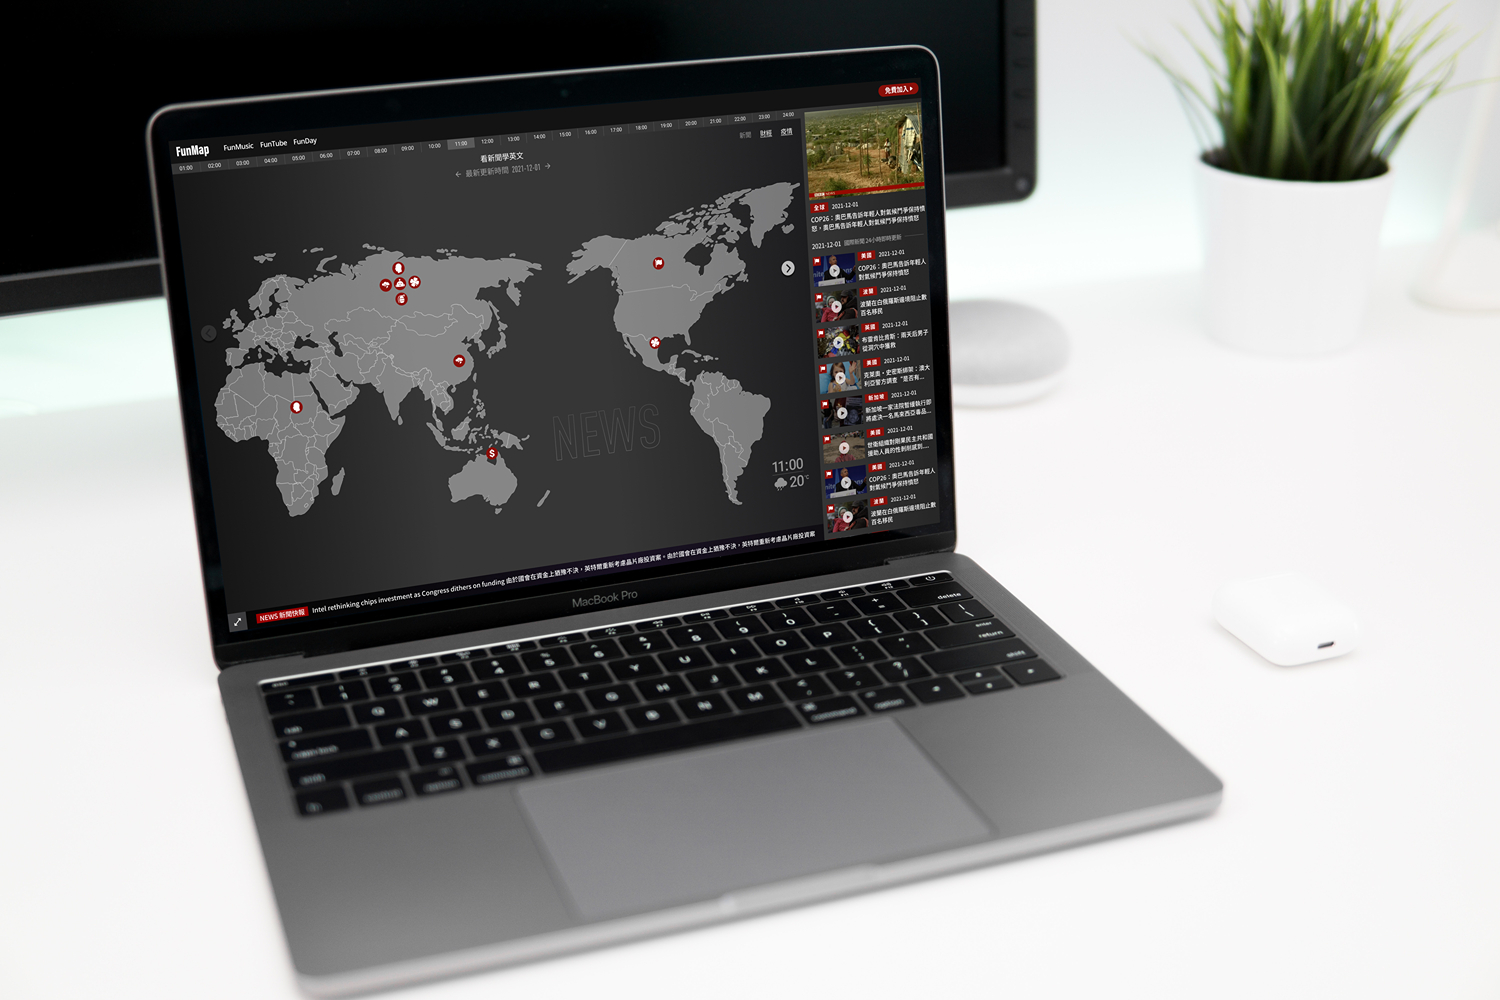 免費加入
FunMap FunMusic FunTube FunDay
01:00 02:00 03:00 04:00 05:00 06:00 07:00 08:00 09:00 10:00 11:00 12:00 13:00 14:00 15:00 16:00 17:00 18:00 19:00 20:00 21:00 22:00 23:00 24:00
新聞 財經 疫情
看新聞學英文
← 最新更新時間 2021-12-01 →
NEWS
11:00
20°
全球 2021-12-01
COP26：奧巴馬告訴年輕人對氣候鬥爭保持憤
怒，奧巴馬告訴年輕人對氣候鬥爭保持憤怒
2021-12-01 國際新聞 24小時即時更新
美國 2021-12-01
COP26：奧巴馬告訴年輕人
對氣候鬥爭保持憤怒
波蘭 2021-12-01
波蘭在白俄羅斯邊境阻止數
百名移民
英國 2021-12-01
布雷肯比肯斯：兩天后男子
從洞穴中獲救
美國 2021-12-01
克萊奧·史密斯綁架：澳大
利亞警方調查“是否有...
新加坡 2021-12-01
新加坡一家法院暫緩執行即
將處決一名馬來西亞毒品...
美國 2021-12-01
世衛組織對剛果民主共和國
援助人員的性剝削感到...
美國 2021-12-01
COP26：奧巴馬告訴年輕人
對氣候鬥爭保持憤怒
波蘭 2021-12-01
波蘭在白俄羅斯邊境阻止數
百名移民
NEWS 新聞快報 Intel rethinking chips investment as Congress dithers on funding 由於國會在資金上猶豫不決，英特爾重新考慮晶片廠投資案。由於國會在資金上猶豫不決，英特爾重新考慮晶片廠投資案
MacBook Pro
delete
enter
return
shift
Q W E R T Y U I O P
A S D F G H J K L
Z X C V B N M